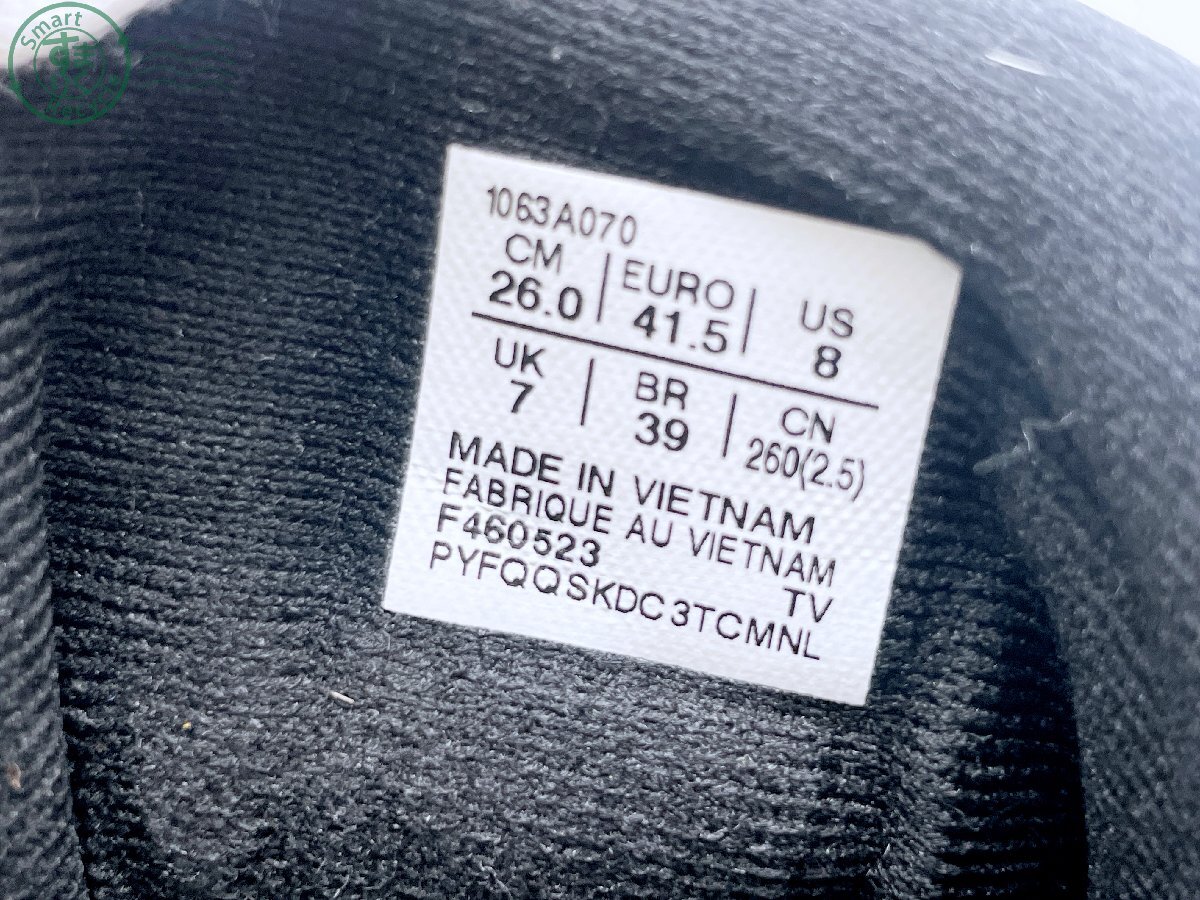 Smart
1063A070
CM | EURO | US
26.0 | 41.5 | 8
UK | BR | CN
7 | 39 | 260(2.5)
MADE IN VIETNAM
FABRIQUE AU VIETNAM
F460523 TV
PYFQQSKDC3TCMNL